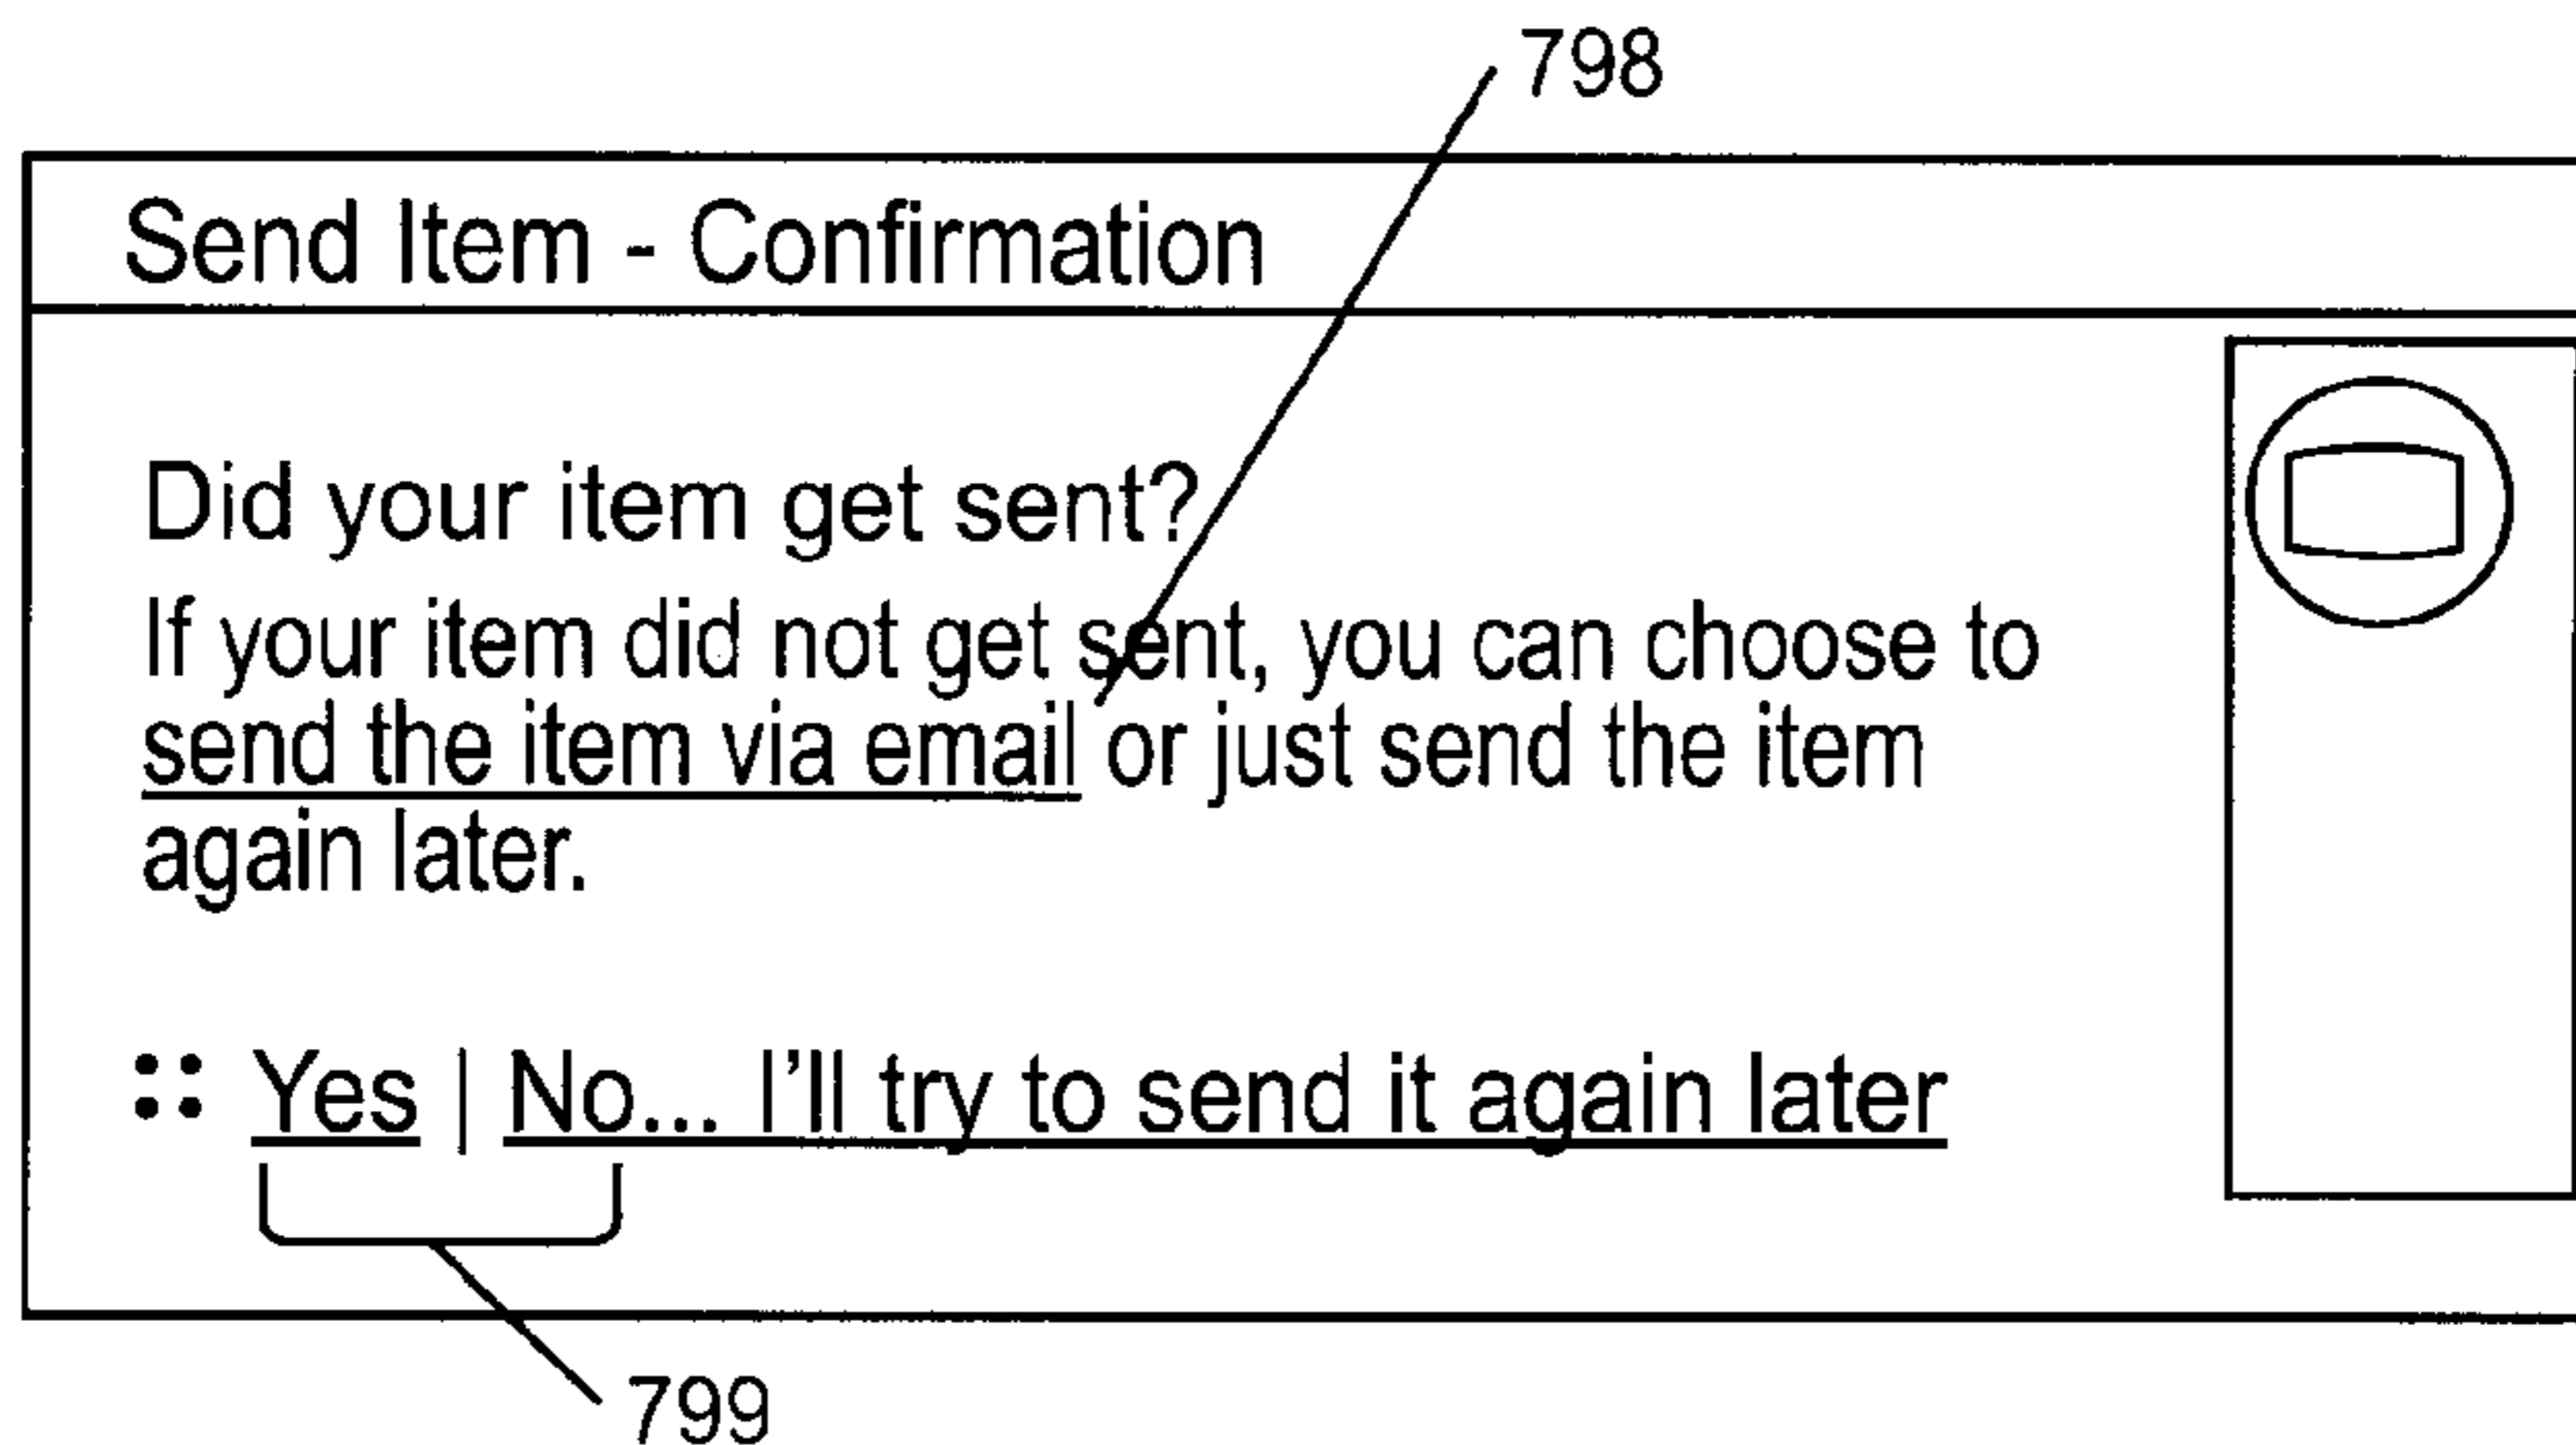 798
Send Item - Confirmation
Did your item get sent?
If your item did not get sent, you can choose to
send the item via email or just send the item
again later.
Yes | No... I'll try to send it again later
799